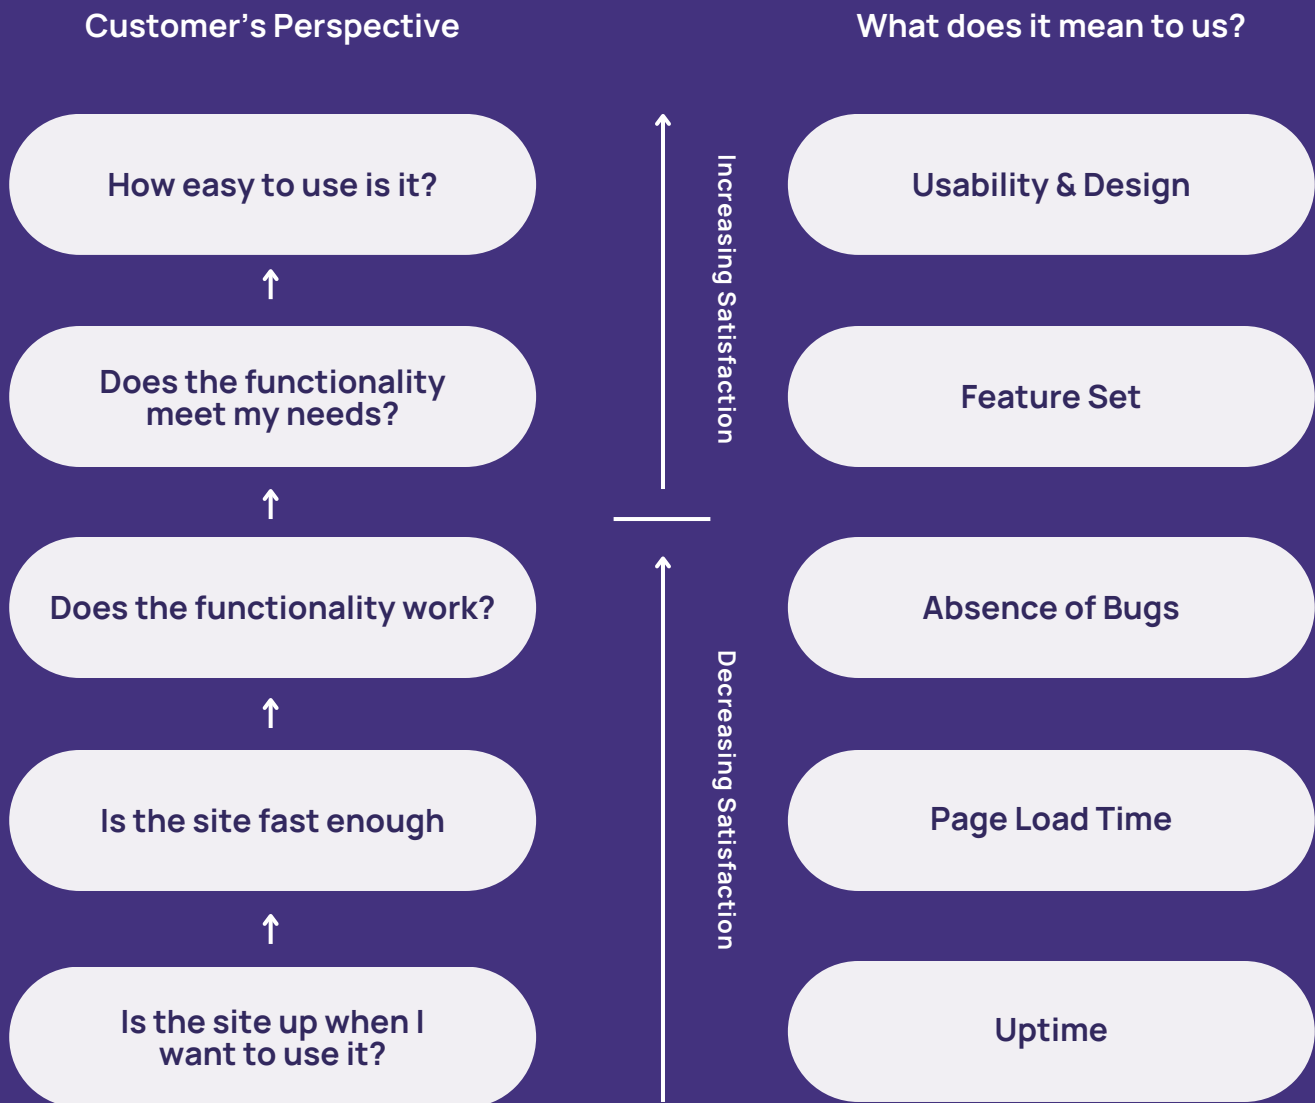 Customer's Perspective
What does it mean to us?
How easy to use is it?
Increasing Satisfaction
Usability & Design
Does the functionality
meet my needs?
Feature Set
Does the functionality work?
Absence of Bugs
Decreasing Satisfaction
Is the site fast enough
Page Load Time
Is the site up when I
want to use it?
Uptime